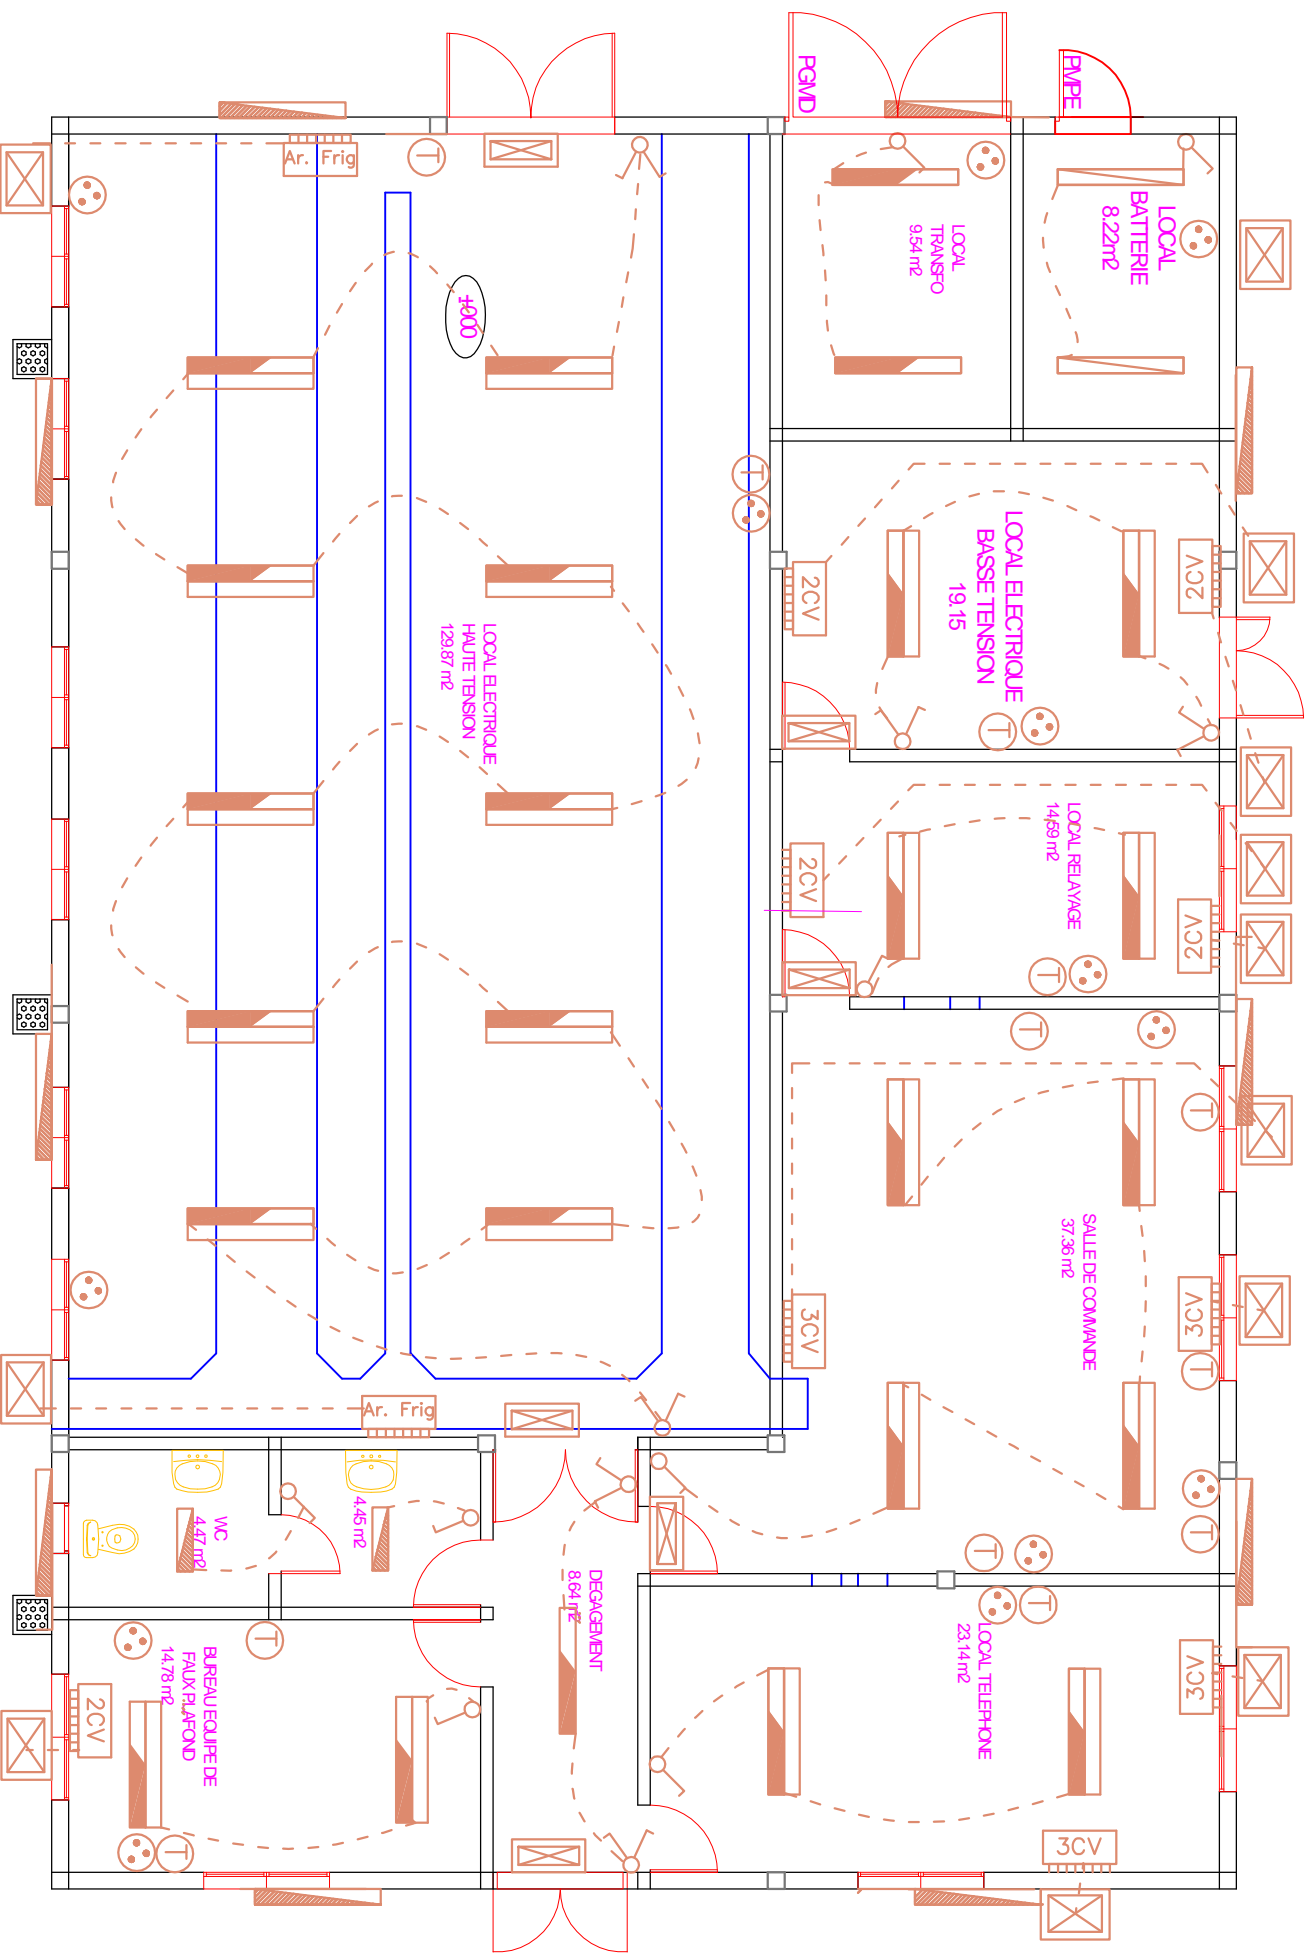 PGMD
PMPE
Ar. Frig
T
LOCAL
BATTERIE
8.22m2
LOCAL
TRANSFO
9.54 m2
+000
T
LOCAL ELECTRIQUE
BASSE TENSION
19.15
2CV
2CV
T
LOCAL ELECTRIQUE
HAUTE TENSION
129.87 m2
LOCAL RELAYAGE
14.59 m2
2CV
2CV
T
T
T
SALLE DE COMMANDE
37.36 m2
3CV
3CV
T
Ar. Frig
T
T
WC
4.47 m2
4.45 m2
DEGAGEMENT
8.64 m2
T
T
LOCAL TELEPHONE
23.14 m2
3CV
3CV
BUREAU EQUIPE DE
FAUX PLAFOND
14.78 m2
2CV
T